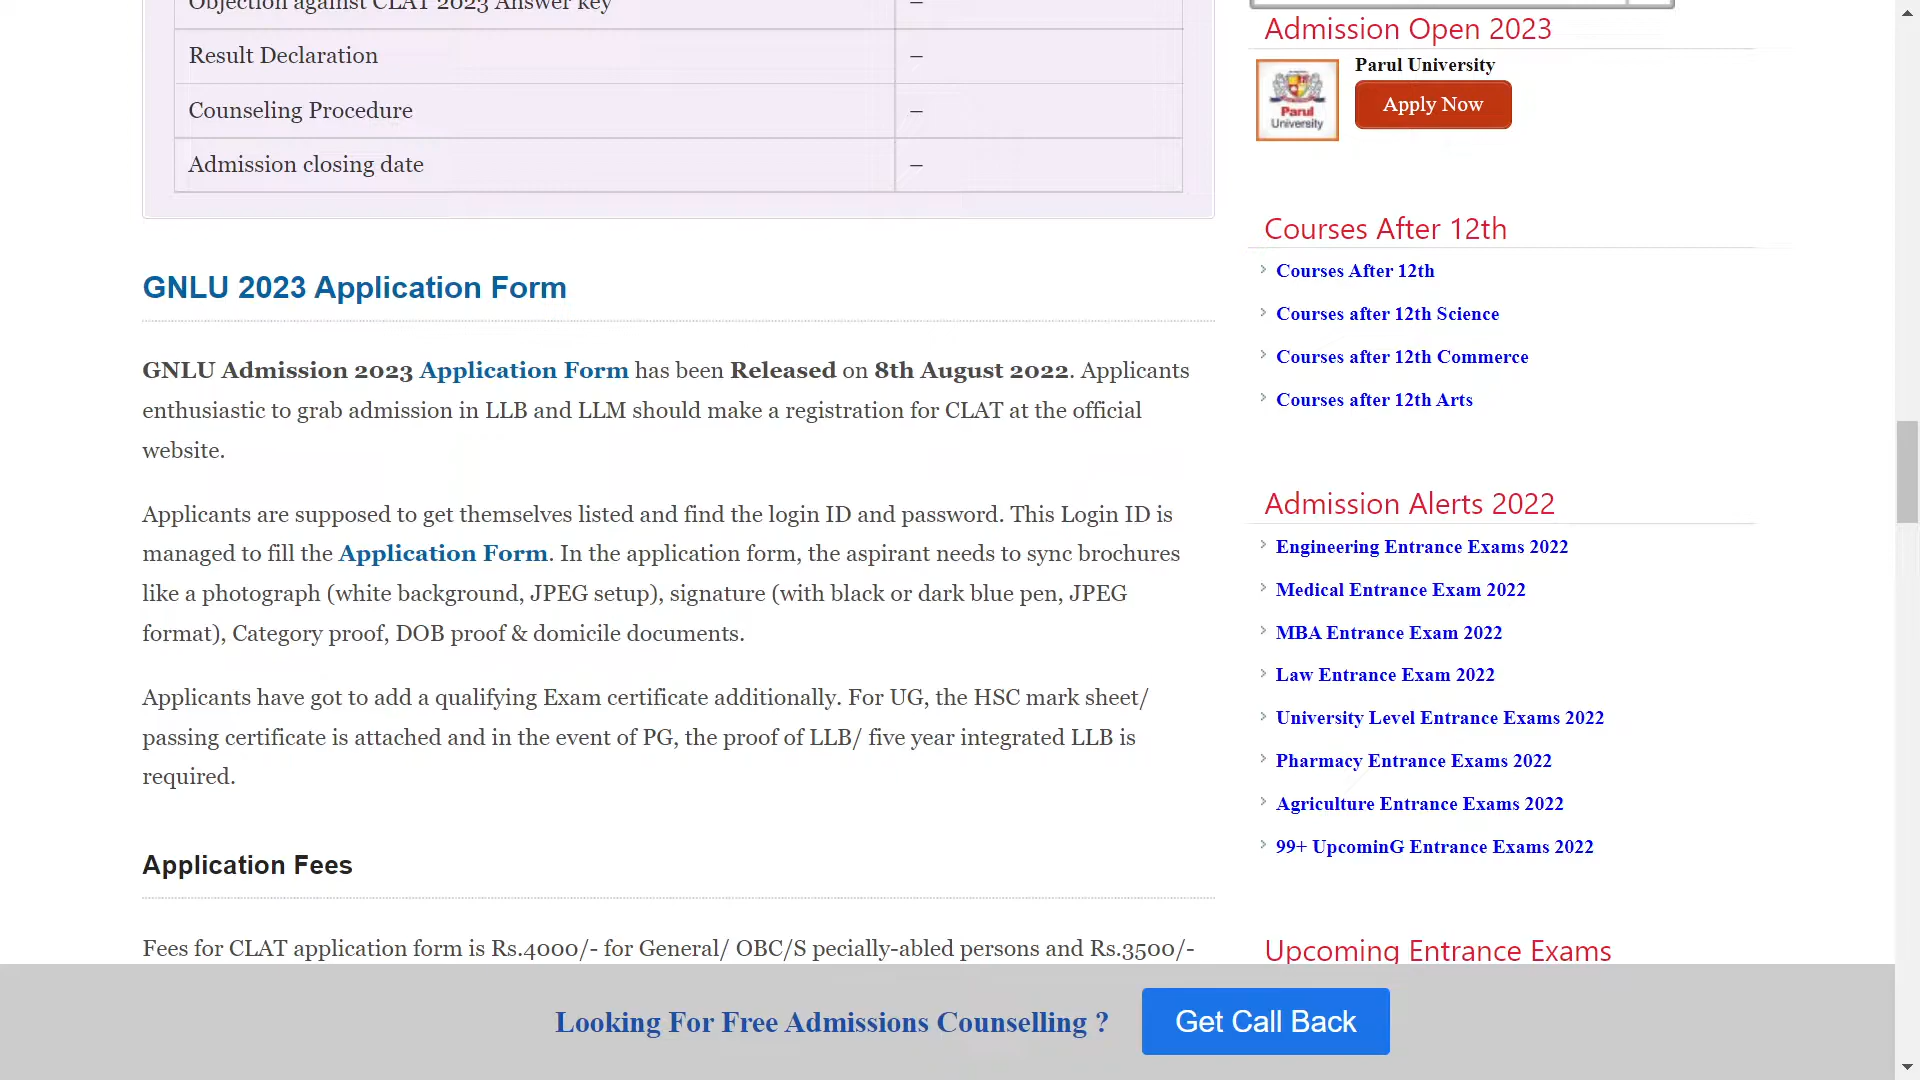 Objection against CLAT 2023 Answer key –
Result Declaration –
Counseling Procedure –
Admission closing date –
GNLU 2023 Application Form
GNLU Admission 2023 Application Form has been Released on 8th August 2022. Applicants
enthusiastic to grab admission in LLB and LLM should make a registration for CLAT at the official
website.
Applicants are supposed to get themselves listed and find the login ID and password. This Login ID is
managed to fill the Application Form. In the application form, the aspirant needs to sync brochures
like a photograph (white background, JPEG setup), signature (with black or dark blue pen, JPEG
format), Category proof, DOB proof & domicile documents.
Applicants have got to add a qualifying Exam certificate additionally. For UG, the HSC mark sheet/
passing certificate is attached and in the event of PG, the proof of LLB/ five year integrated LLB is
required.
Application Fees
Fees for CLAT application form is Rs.4000/- for General/ OBC/S pecially-abled persons and Rs.3500/-
Admission Open 2023
Parul University
Parul
University
Apply Now
Courses After 12th
Courses After 12th
Courses after 12th Science
Courses after 12th Commerce
Courses after 12th Arts
Admission Alerts 2022
Engineering Entrance Exams 2022
Medical Entrance Exam 2022
MBA Entrance Exam 2022
Law Entrance Exam 2022
University Level Entrance Exams 2022
Pharmacy Entrance Exams 2022
Agriculture Entrance Exams 2022
99+ UpcominG Entrance Exams 2022
Upcoming Entrance Exams
Looking For Free Admissions Counselling ?
Get Call Back